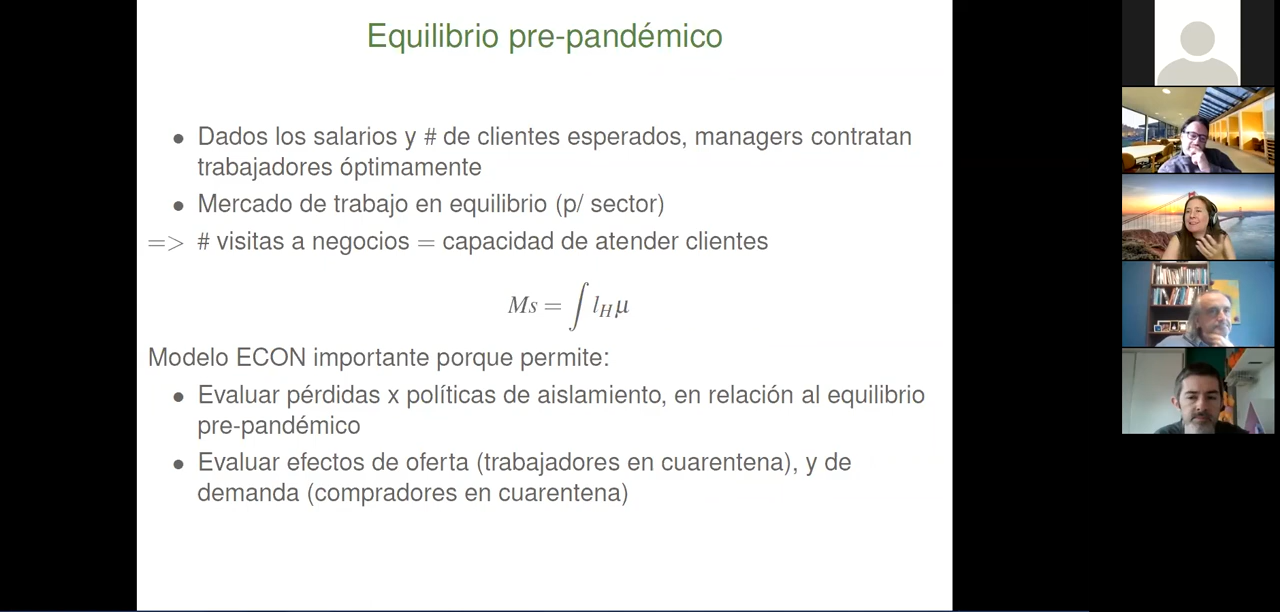 Equilibrio pre-pandémico
• Dados los salarios y # de clientes esperados, managers contratan
trabajadores óptimamente
• Mercado de trabajo en equilibrio (p/ sector)
=> # visitas a negocios = capacidad de atender clientes
Ms = ∫ l_H μ
Modelo ECON importante porque permite:
• Evaluar pérdidas x políticas de aislamiento, en relación al equilibrio
pre-pandémico
• Evaluar efectos de oferta (trabajadores en cuarentena), y de
demanda (compradores en cuarentena)